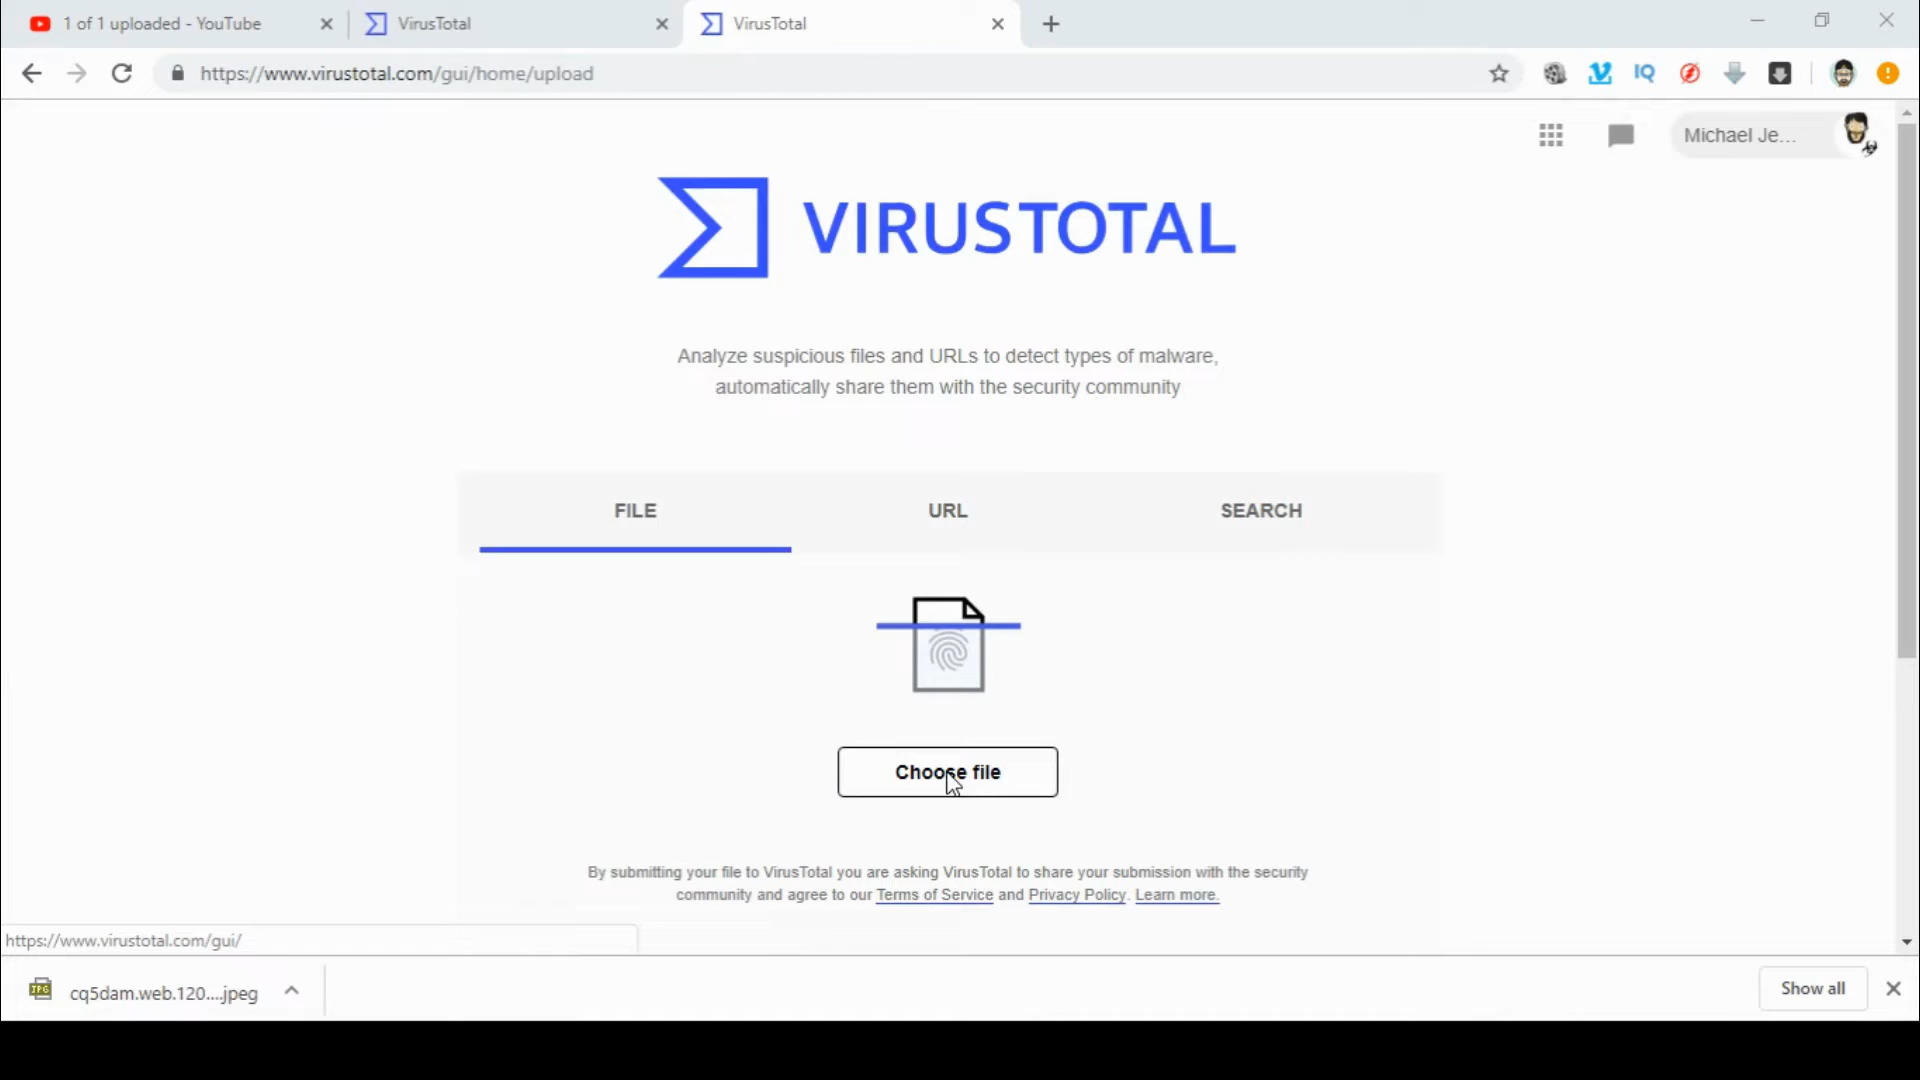 1 of 1 uploaded - YouTube
VirusTotal
VirusTotal
https://www.virustotal.com/gui/home/upload
IQ
Michael Je...
VIRUSTOTAL
Analyze suspicious files and URLs to detect types of malware,
automatically share them with the security community
FILE
URL
SEARCH
Choose file
By submitting your file to VirusTotal you are asking VirusTotal to share your submission with the security
community and agree to our Terms of Service and Privacy Policy. Learn more.
https://www.virustotal.com/gui/
JPG
cq5dam.web.120....jpeg
Show all